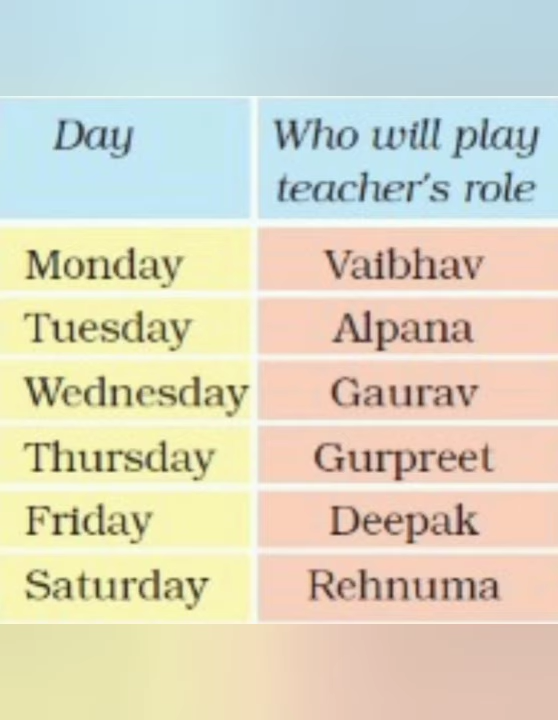 Day Who will play
teacher's role
Monday Vaibhav
Tuesday Alpana
Wednesday Gaurav
Thursday Gurpreet
Friday Deepak
Saturday Rehnuma